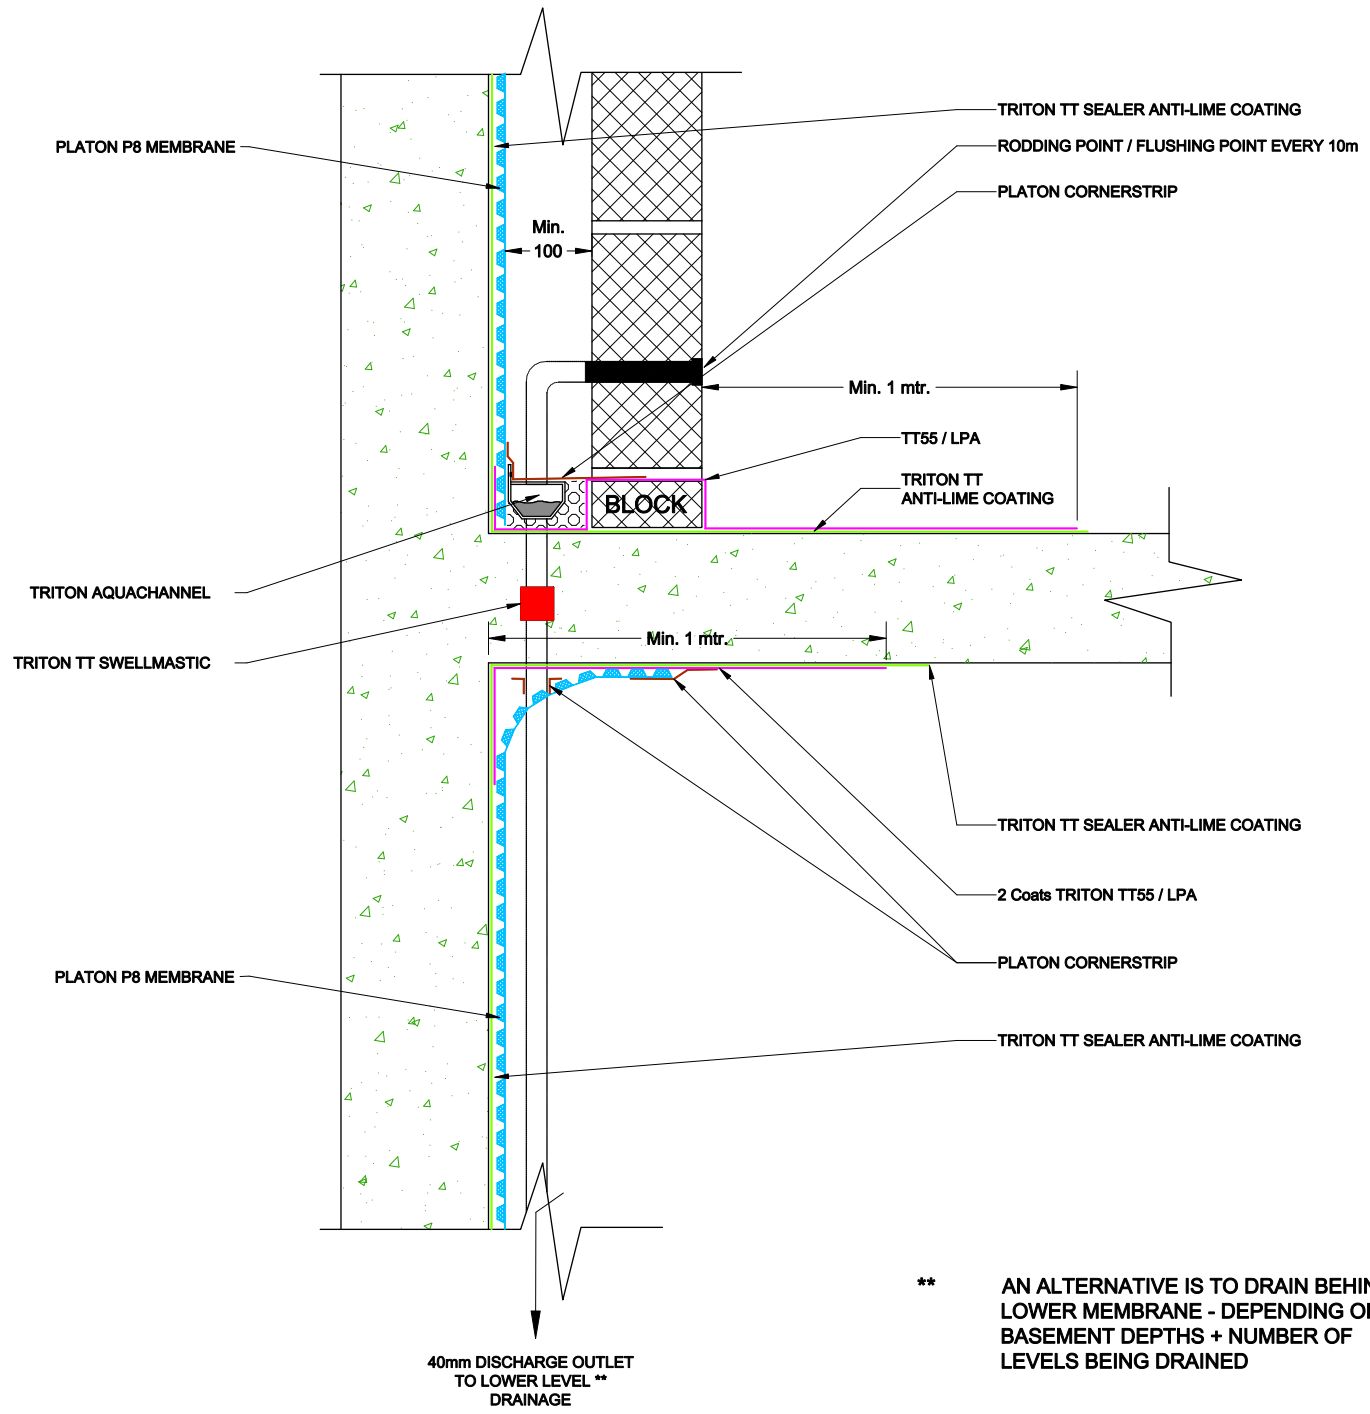 TRITON TT SEALER ANTI-LIME COATING
PLATON P8 MEMBRANE
RODDING POINT / FLUSHING POINT EVERY 10m
PLATON CORNERSTRIP
Min.
100
Min. 1 mtr.
TT55 / LPA
TRITON TT
ANTI-LIME COATING
BLOCK
TRITON AQUACHANNEL
Min. 1 mtr.
TRITON TT SWELLMASTIC
TRITON TT SEALER ANTI-LIME COATING
2 Coats TRITON TT55 / LPA
PLATON CORNERSTRIP
PLATON P8 MEMBRANE
TRITON TT SEALER ANTI-LIME COATING
** AN ALTERNATIVE IS TO DRAIN
LOWER MEMBRANE - DEPENDING
BASEMENT DEPTHS + NUMBER OF
LEVELS BEING DRAINED
40mm DISCHARGE OUTLET
TO LOWER LEVEL **
DRAINAGE